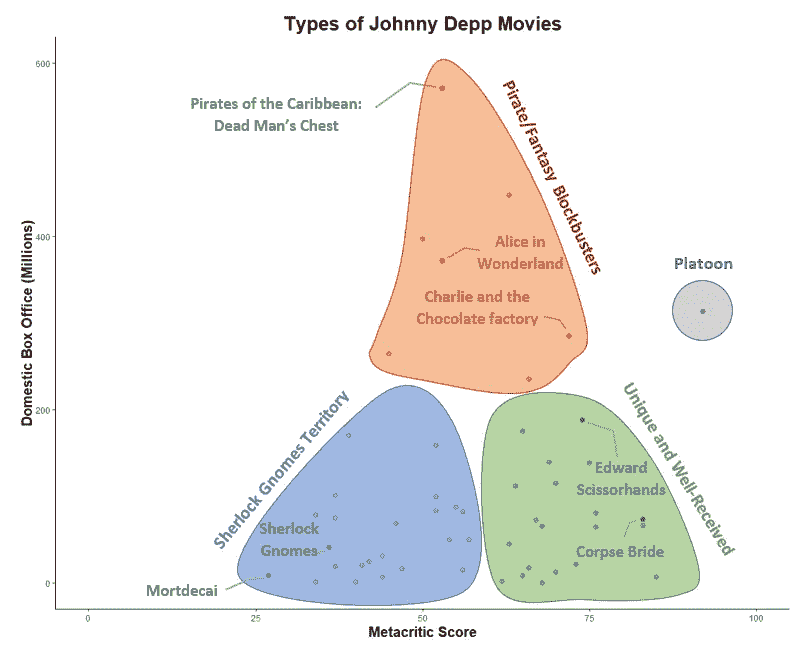 Types of Johnny Depp Movies
600
Pirates of the Caribbean:
Dead Man's Chest
Pirate/Fantasy Blockbusters
400
Alice in
Wonderland
Platoon
Charlie and the
Chocolate factory
Domestic Box Office (Millions)
200
Sherlock Gnomes Territory
Unique and Well-Received
Edward
Scissorhands
Sherlock
Gnomes
Corpse Bride
Mortdecai
0
0
25
50
75
100
Metacritic Score